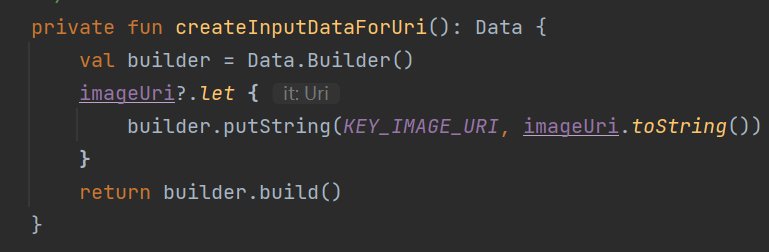 private fun createInputDataForUri(): Data {
val builder = Data.Builder()
imageUri?.let { it: Uri
builder.putString(KEY_IMAGE_URI, imageUri.toString())
}
return builder.build()
}